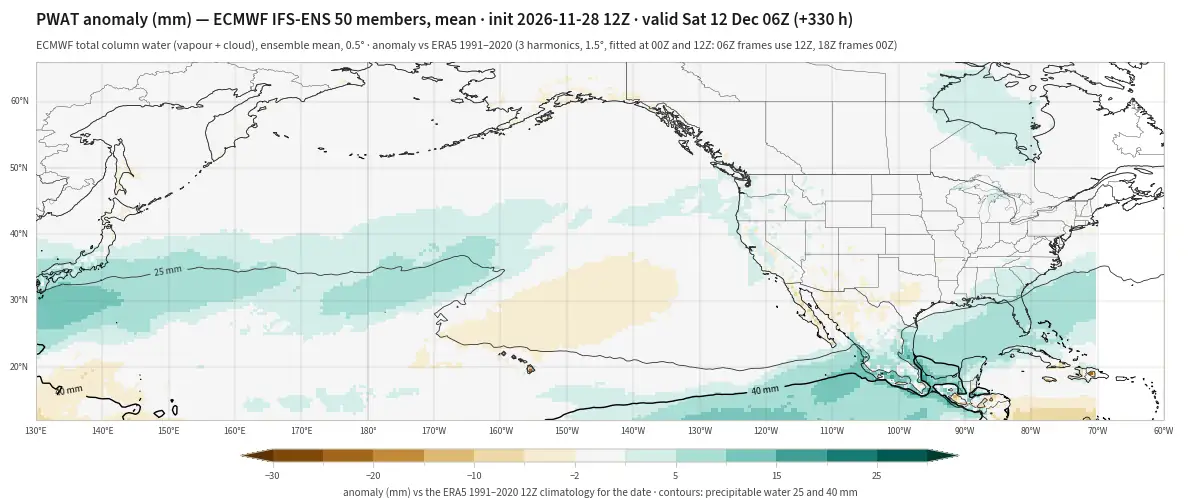 PWAT anomaly (mm) — ECMWF IFS-ENS 50 members, mean · init 2026-11-28 12Z · valid Sat 12 Dec 06Z (+330 h)
ECMWF total column water (vapour + cloud), ensemble mean, 0.5° · anomaly vs ERA5 1991–2020 (3 harmonics, 1.5°, fitted at 00Z and 12Z: 06Z frames use 12Z, 18Z frames 00Z)
60°N
50°N
40°N
25 mm
30°N
20°N
40 mm
40 mm
130°E 140°E 150°E 160°E 170°E 180° 170°W 160°W 150°W 140°W 130°W 120°W 110°W 100°W 90°W 80°W 70°W 60°W
−30 −20 −10 −2 5 15 25
anomaly (mm) vs the ERA5 1991–2020 12Z climatology for the date · contours: precipitable water 25 and 40 mm